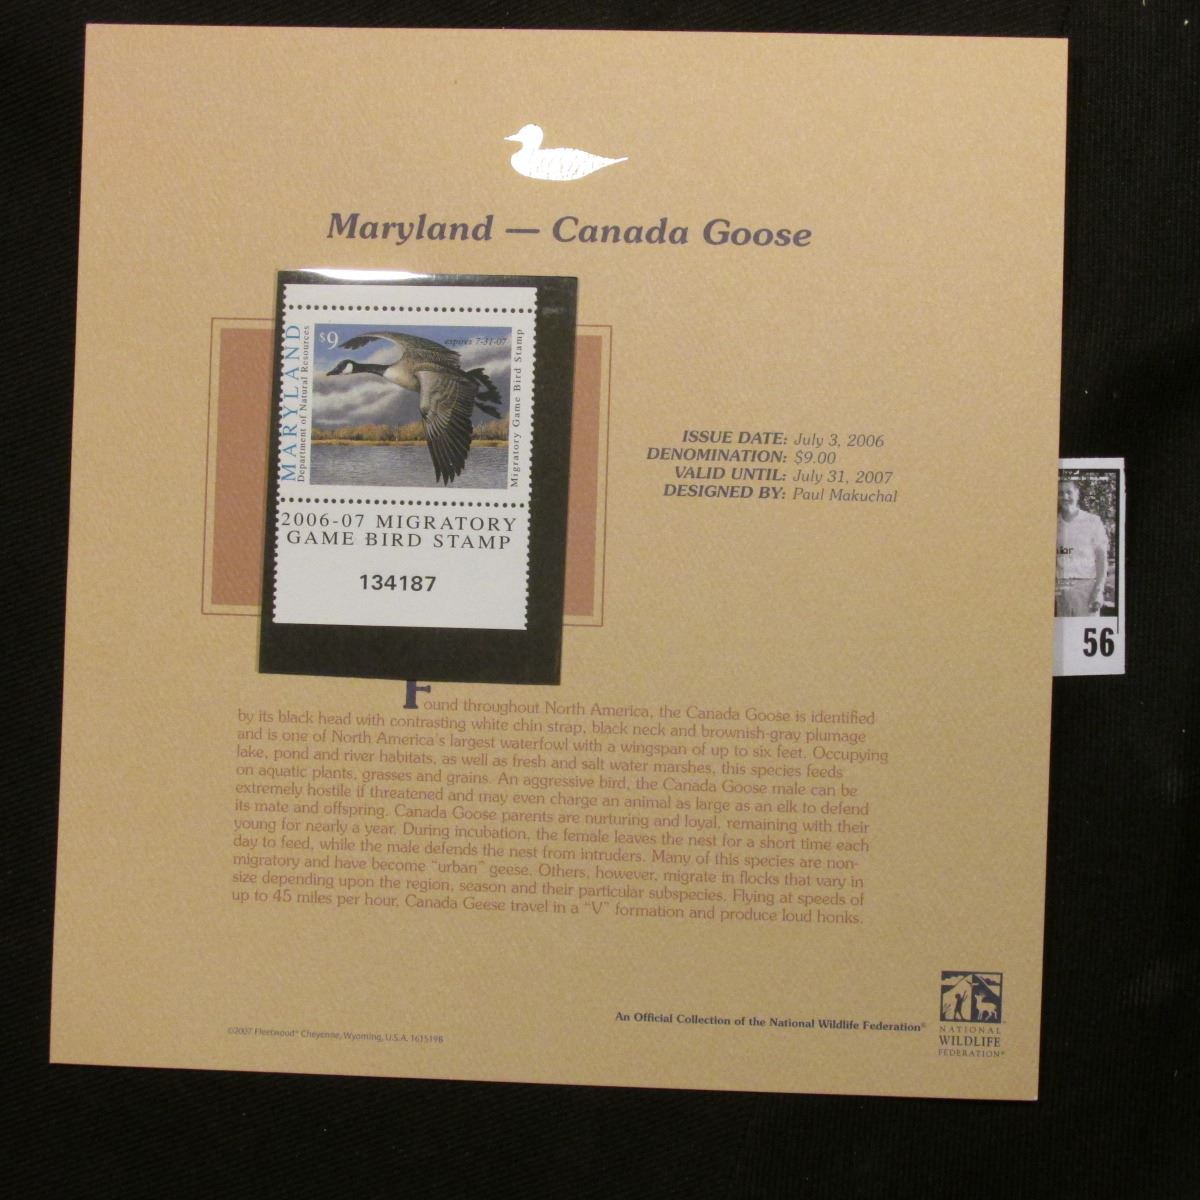 Maryland — Canada Goose
$9
expires 7-31-07
MARYLAND
Department of Natural Resources
Migratory Game Bird Stamp
2006-07 MIGRATORY
GAME BIRD STAMP
134187
ISSUE DATE: July 3, 2006
DENOMINATION: $9.00
VALID UNTIL: July 31, 2007
DESIGNED BY: Paul Makuchal
56
Found throughout North America, the Canada Goose is identified
by its black head with contrasting white chin strap, black neck and brownish-gray plumage
and is one of North America's largest waterfowl with a wingspan of up to six feet. Occupying
lake, pond and river habitats, as well as fresh and salt water marshes, this species feeds
on aquatic plants, grasses and grains. An aggressive bird, the Canada Goose male can be
extremely hostile if threatened and may even charge an animal as large as an elk to defend
its mate and offspring. Canada Goose parents are nurturing and loyal, remaining with their
young for nearly a year. During incubation, the female leaves the nest for a short time each
day to feed, while the male defends the nest from intruders. Many of this species are non-
migratory and have become "urban" geese. Others, however, migrate in flocks that vary in
size depending upon the region, season and their particular subspecies. Flying at speeds of
up to 45 miles per hour, Canada Geese travel in a "V" formation and produce loud honks.
©2007 Fleetwood® Cheyenne, Wyoming, U.S.A. 161519B
An Official Collection of the National Wildlife Federation®
NATIONAL
WILDLIFE
FEDERATION®